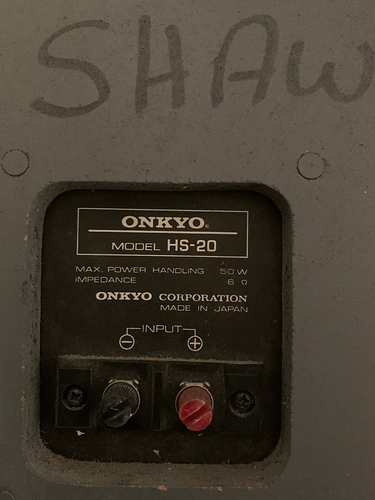 SHAW
ONKYO®
MODEL HS-20
MAX. POWER HANDLING 50 W
IMPEDANCE 6 Ω
ONKYO CORPORATION
MADE IN JAPAN
INPUT
⊖ ⊕